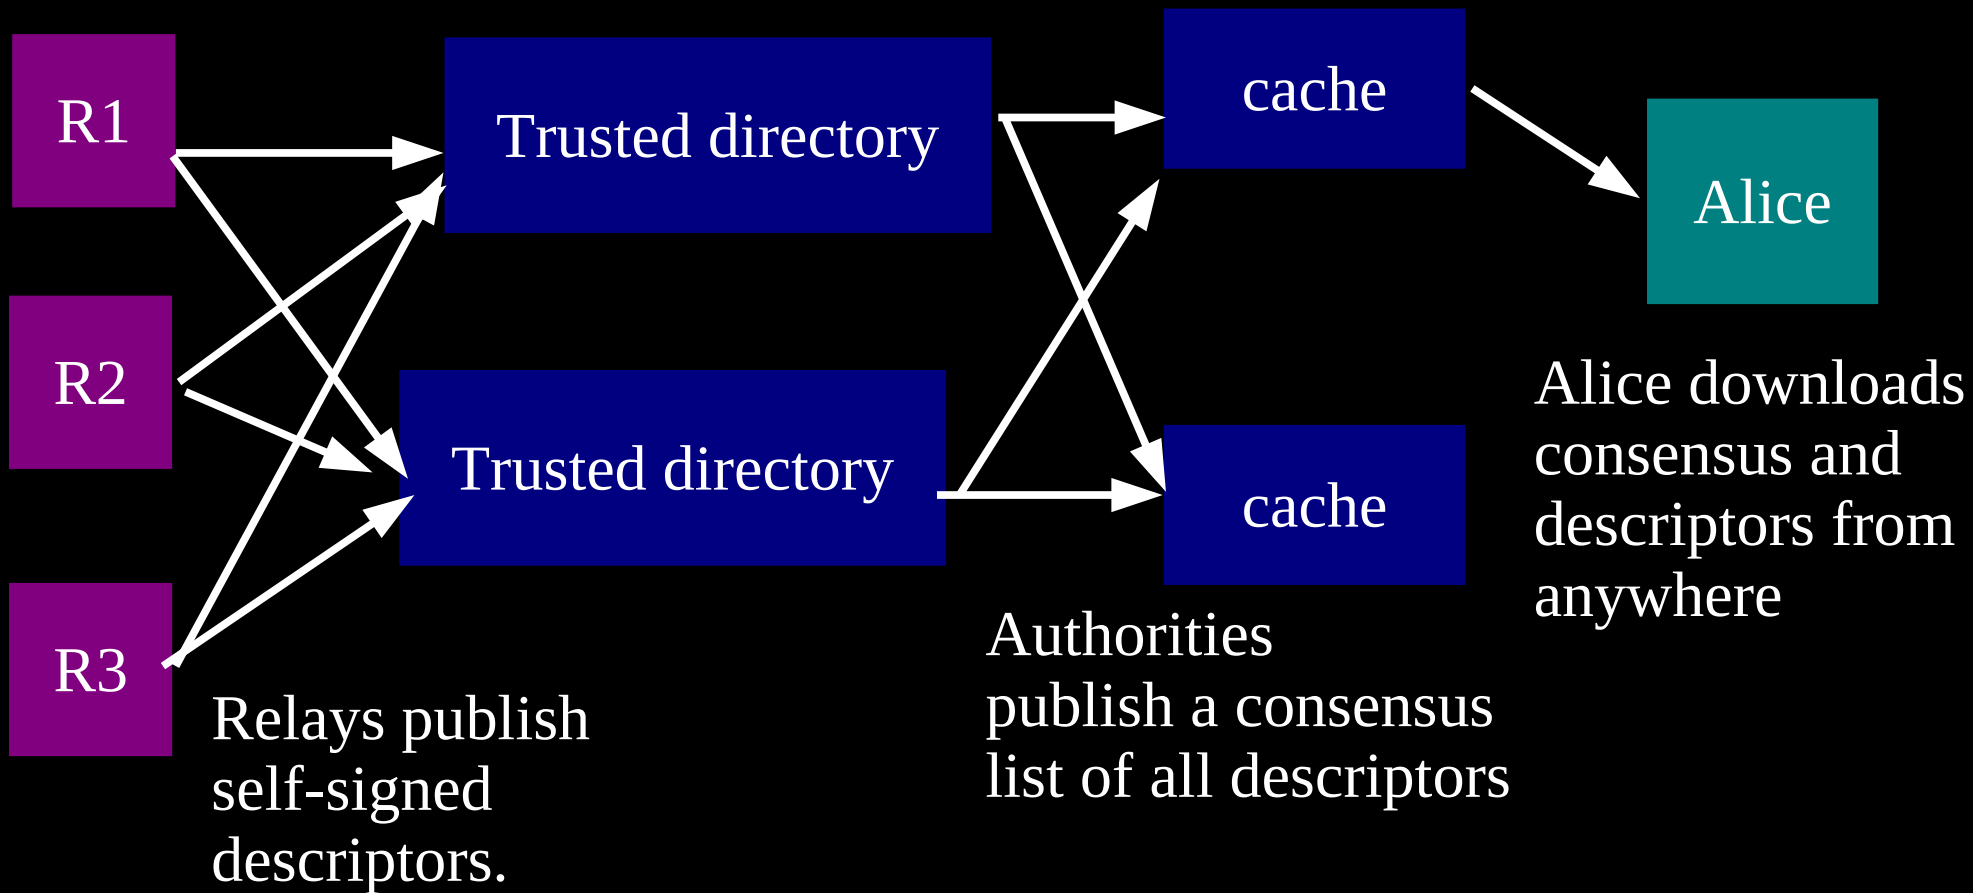 R1
Trusted directory
cache
Alice
R2
Trusted directory
cache
R3
Relays publish
self-signed
descriptors.
Authorities
publish a consensus
list of all descriptors
Alice downloads
consensus and
descriptors from
anywhere